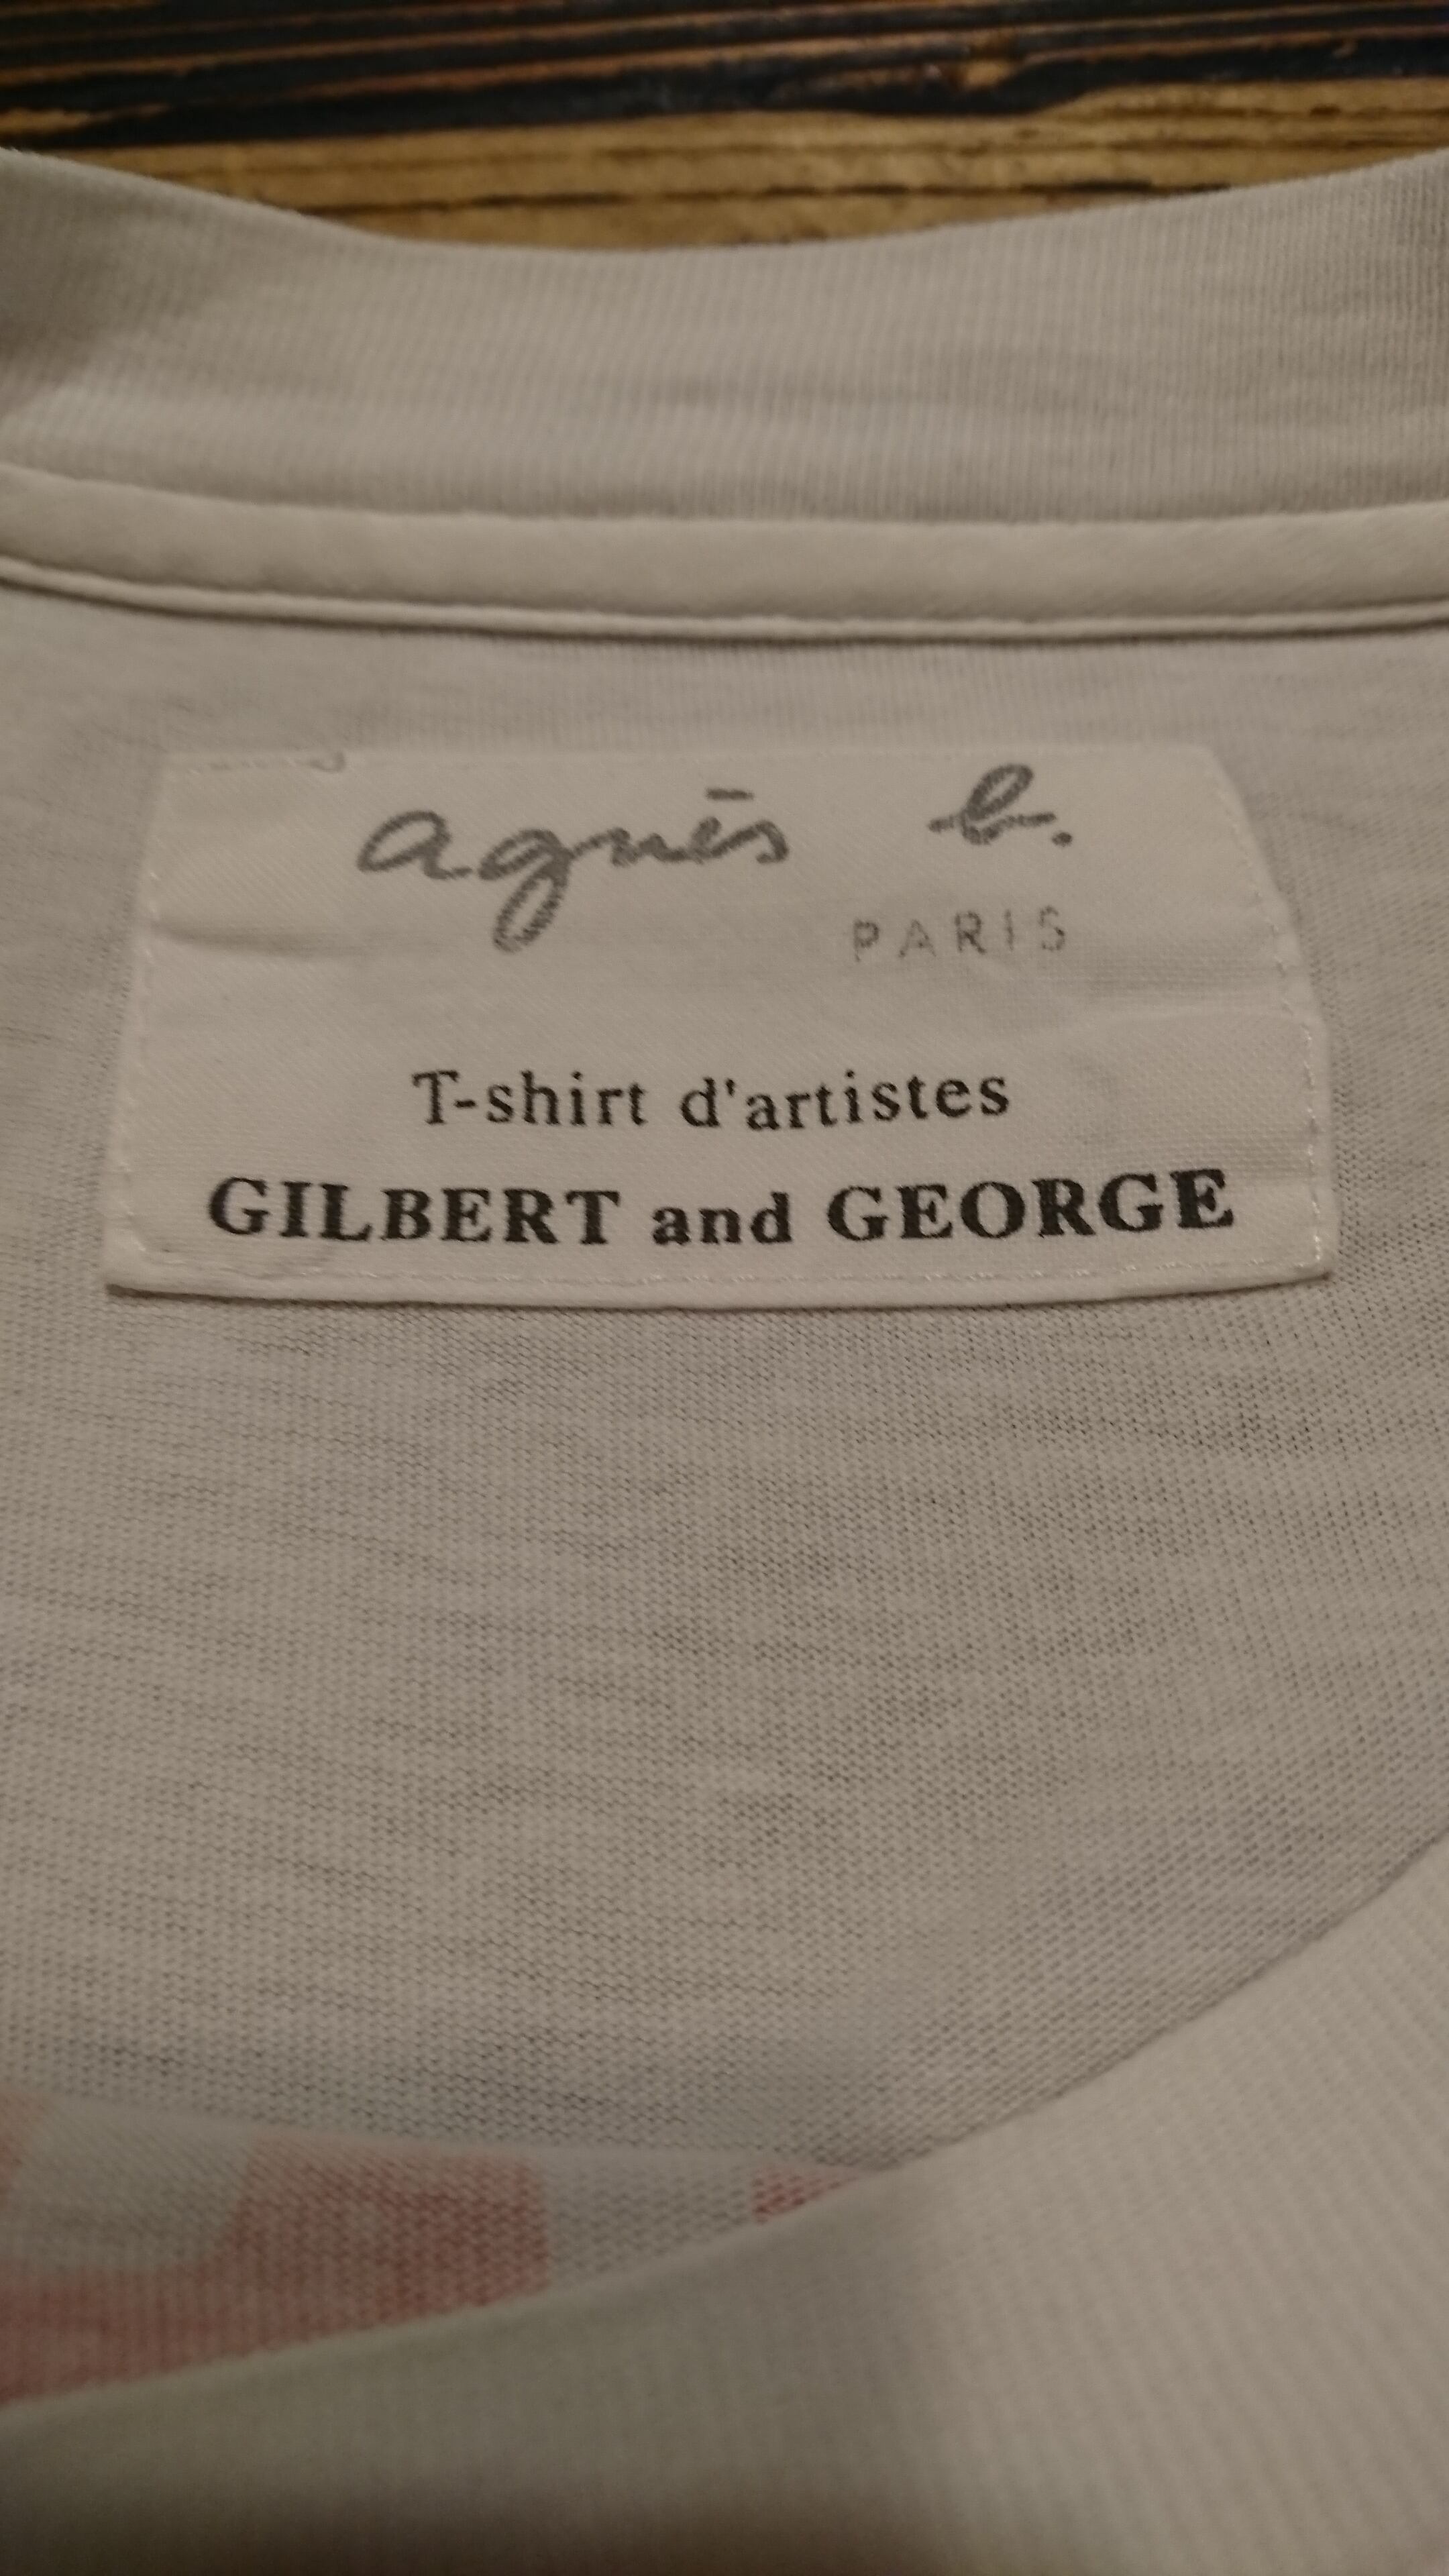 agnès b.
PARIS
T-shirt d'artistes
GILBERT and GEORGE